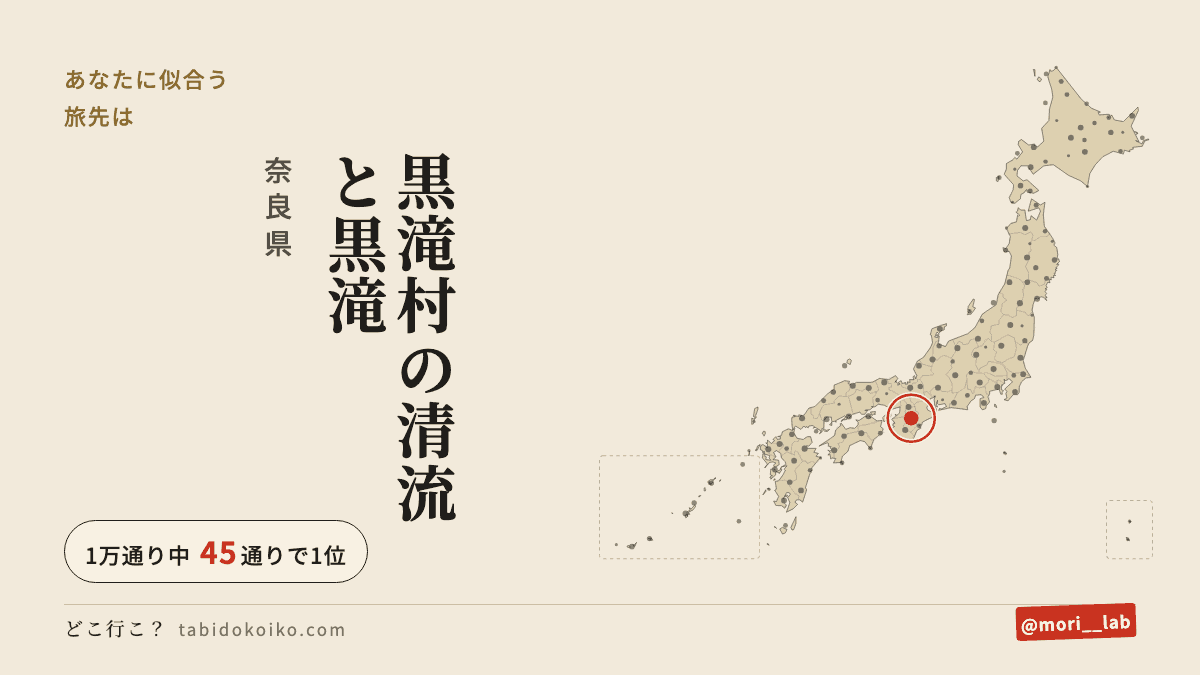 あなたに似合う
旅先は
黒滝村の清流
と黒滝
奈良県
1万通り中 45通りで1位
どこ行こ？ tabidokoiko.com
@mori__lab